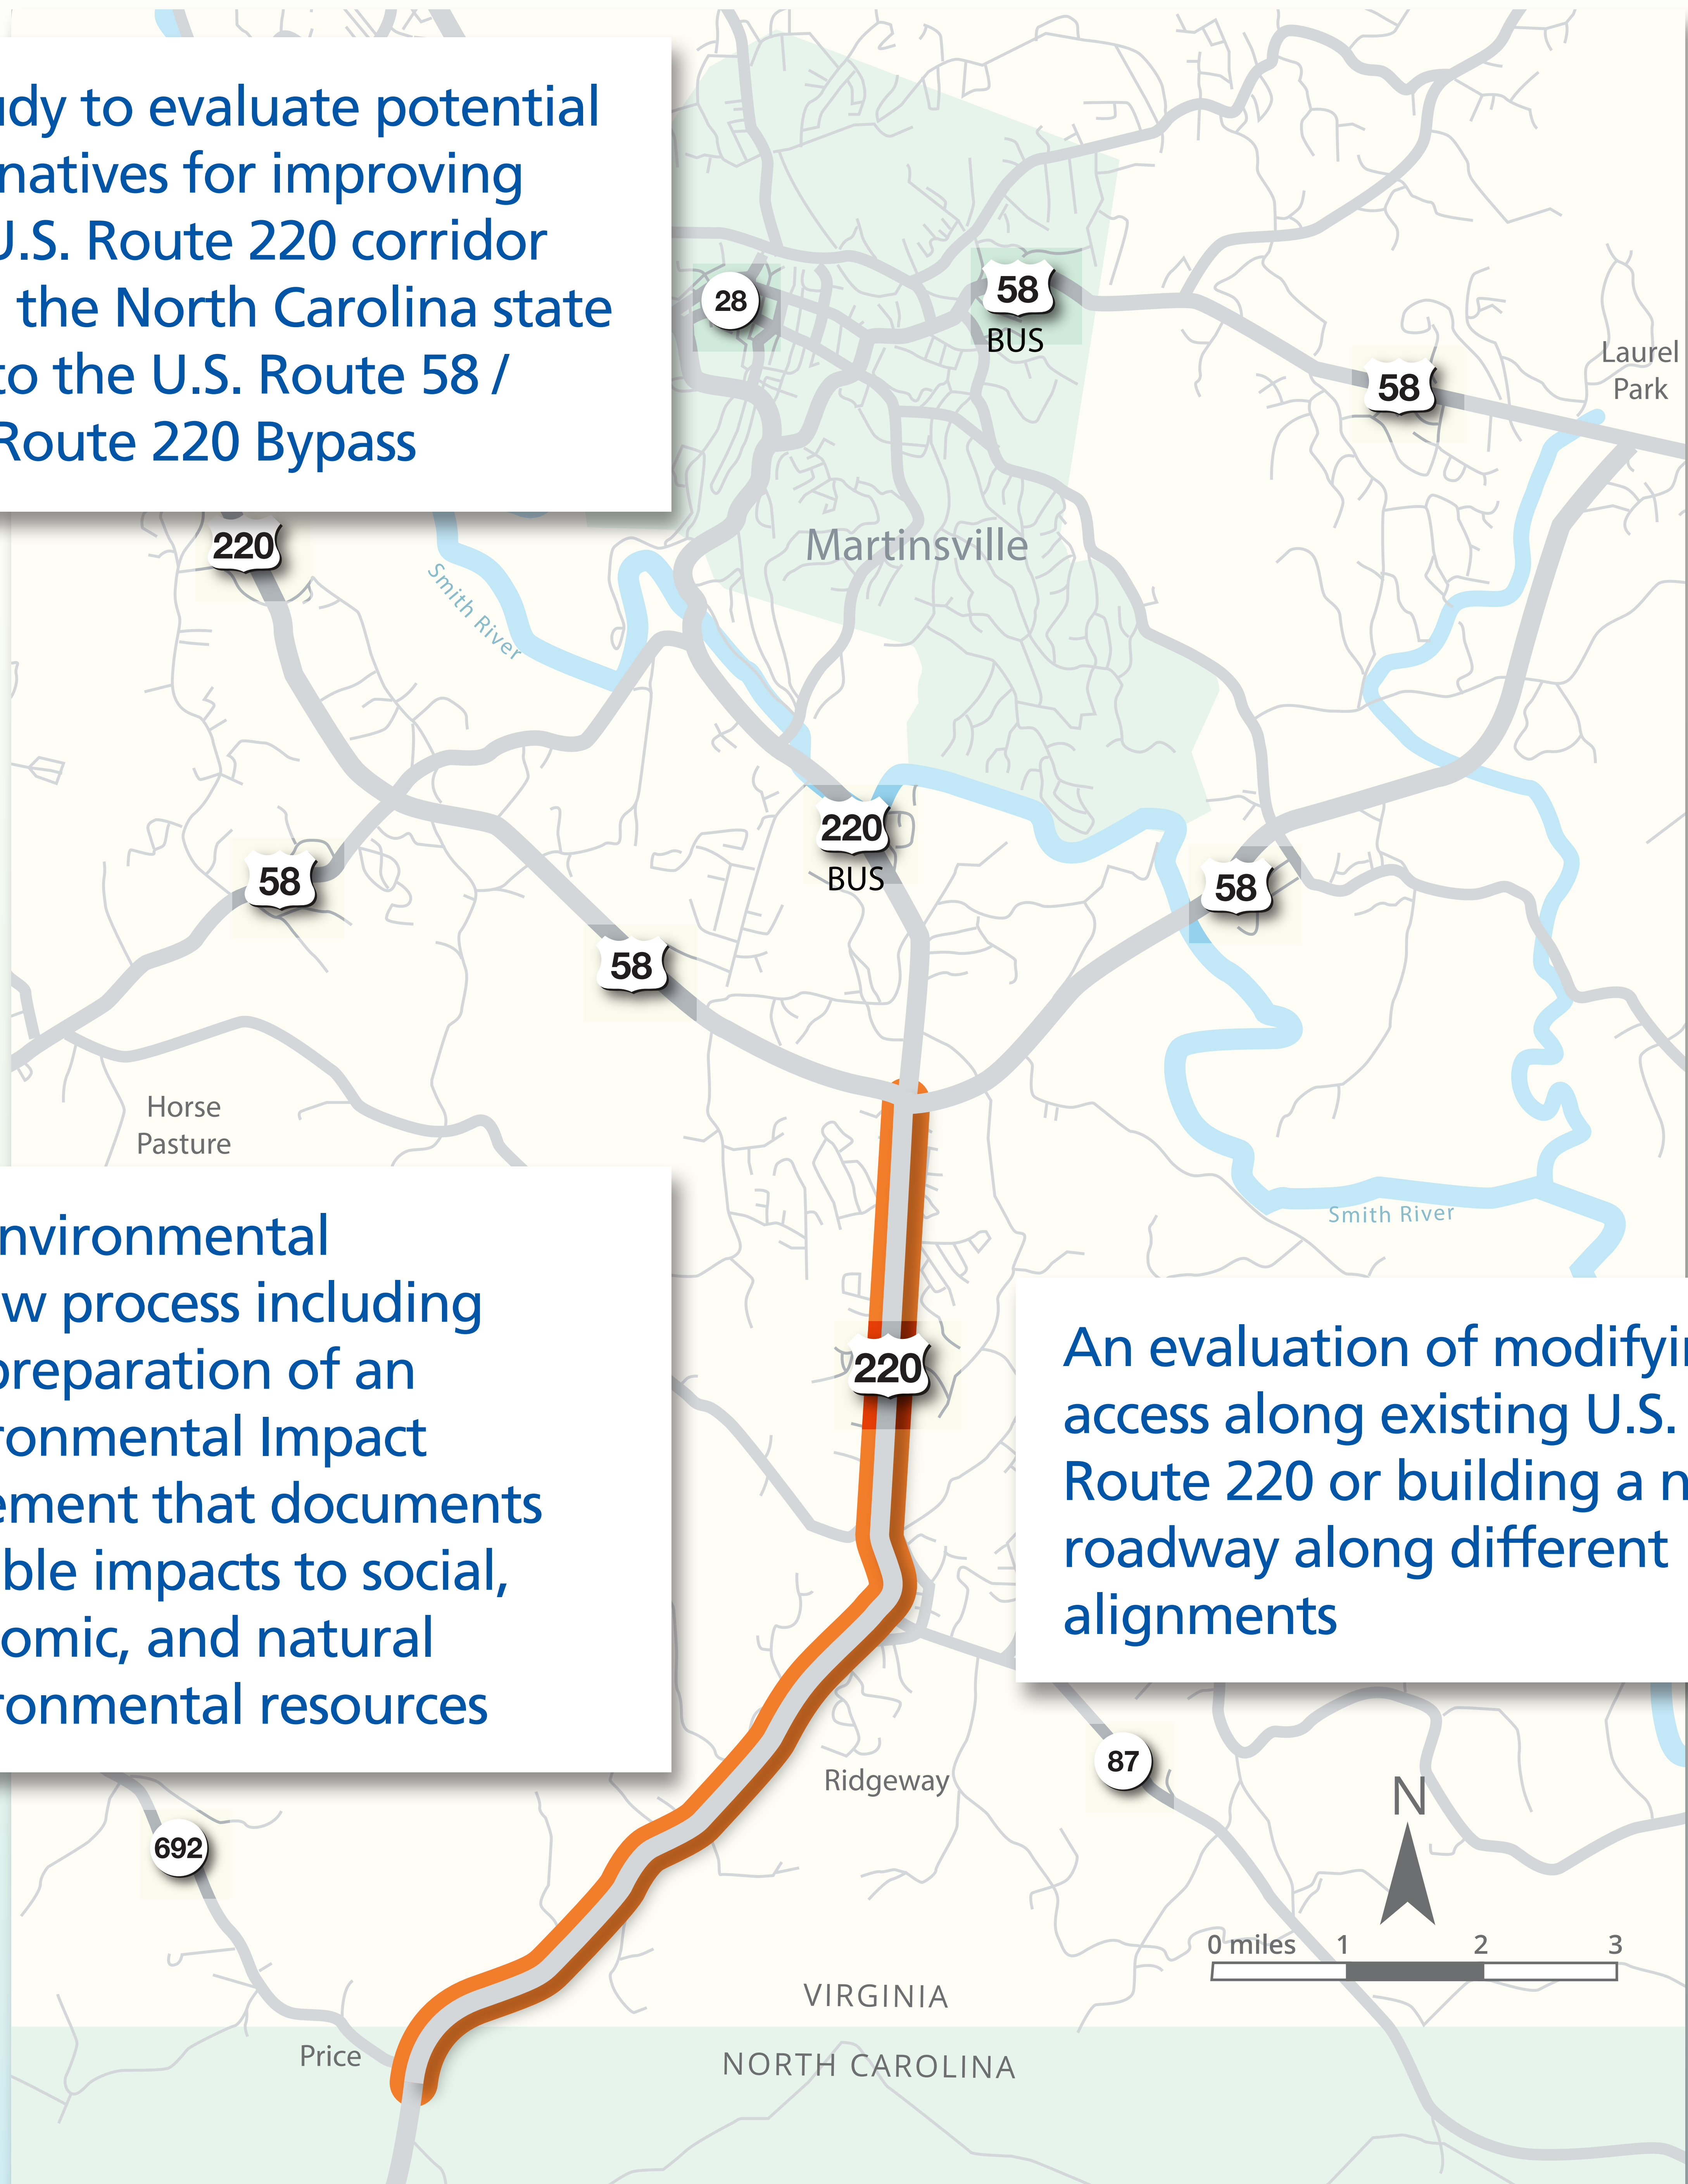 udy to evaluate potential
natives for improving
U.S. Route 220 corridor
the North Carolina state
to the U.S. Route 58 /
Route 220 Bypass
28
58
BUS
58
Laurel
Park
220
Martinsville
Smith River
220
BUS
58
58
58
Horse
Pasture
Smith River
nvironmental
w process including
preparation of an
ronmental Impact
ement that documents
ble impacts to social,
omic, and natural
ronmental resources
220
An evaluation of modifyin
access along existing U.S.
Route 220 or building a n
roadway along different
alignments
Ridgeway
87
N
692
0 miles 1 2 3
VIRGINIA
Price
NORTH CAROLINA